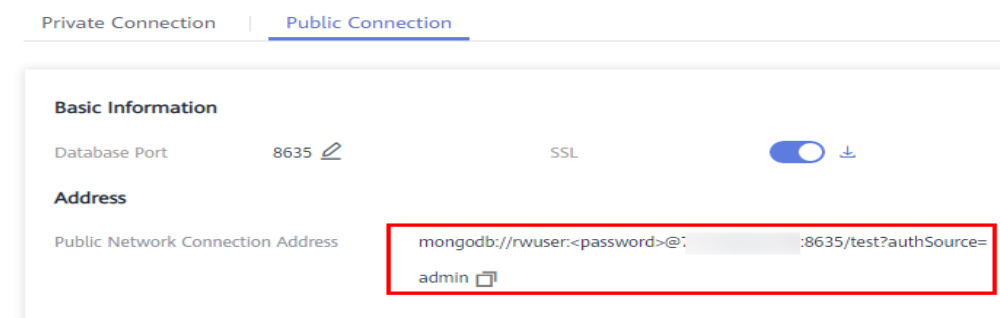 Private Connection | Public Connection
Basic Information
Database Port 8635 SSL
Address
Public Network Connection Address mongodb://rwuser:<password>@7 :8635/test?authSource=
admin